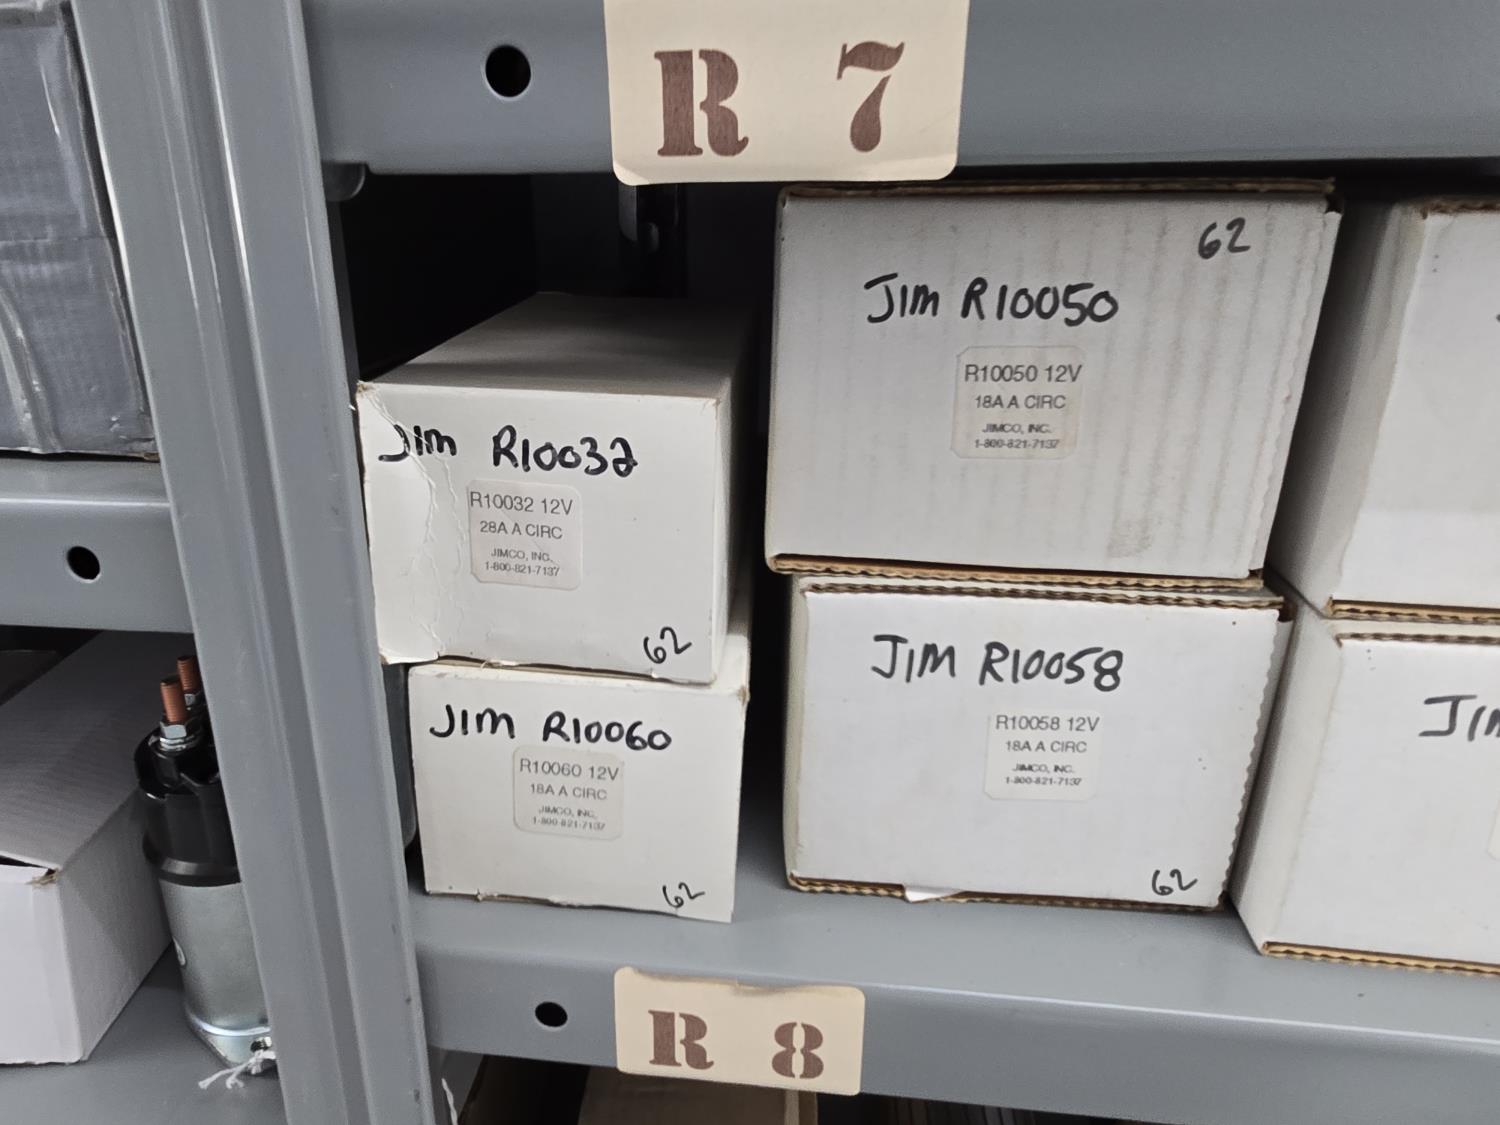 R 7
62
JIM R10050
R10050 12V
18A A CIRC
JIMCO, INC.
1-800-821-7137
JIM R10032
R10032 12V
28A A CIRC
JIMCO, INC.
1-800-821-7137
62
JIM R10058
R10058 12V
18A A CIRC
JIMCO, INC.
1-800-821-7137
62
JIM R10060
R10060 12V
18A A CIRC
JIMCO, INC.
1-800-821-7137
62
R 8